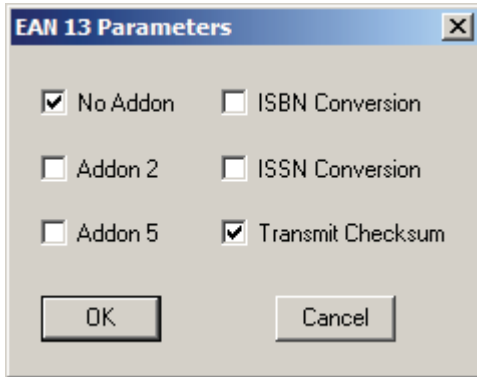 EAN 13 Parameters
No Addon ISBN Conversion
Addon 2 ISSN Conversion
Addon 5 Transmit Checksum
OK Cancel